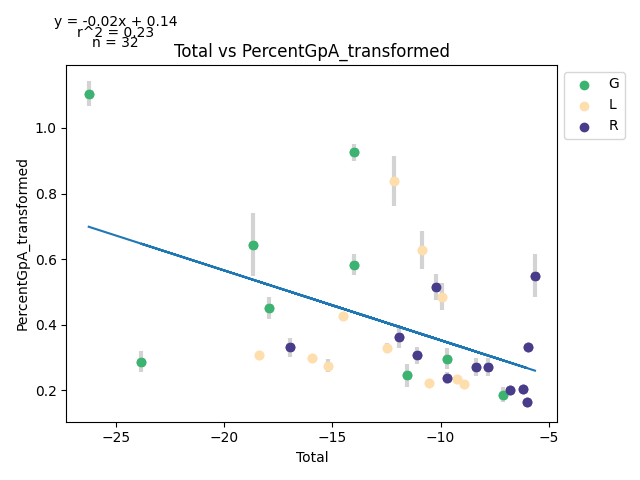 y = -0.02x + 0.14
r^2 = 0.23
n = 32
Total vs PercentGpA_transformed
G
L
R
PercentGpA_transformed
1.0
0.8
0.6
0.4
0.2
−25
−20
−15
−10
−5
Total